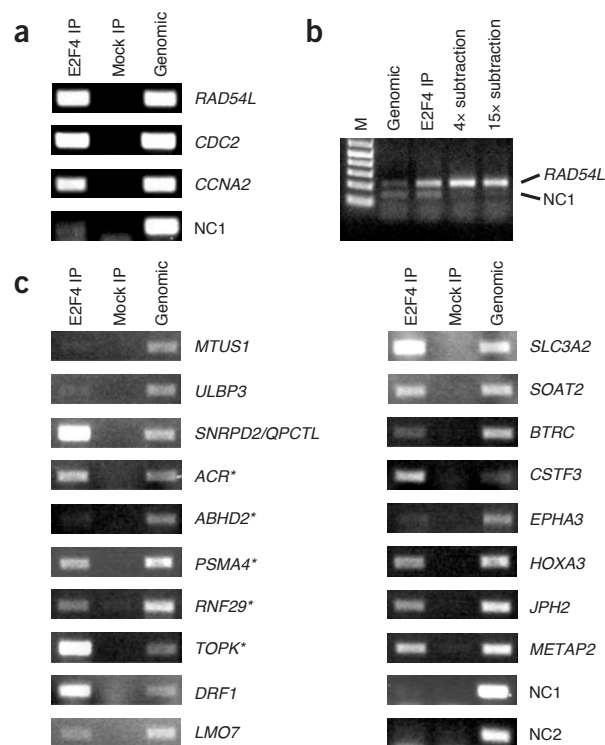 a
E2F4 IP
Mock IP
Genomic
RAD54L
CDC2
CCNA2
NC1
b
M
Genomic
E2F4 IP
4× subtraction
15× subtraction
RAD54L
NC1
c
E2F4 IP
Mock IP
Genomic
MTUS1
ULBP3
SNRPD2/QPCTL
ACR*
ABHD2*
PSMA4*
RNF29*
TOPK*
DRF1
LMO7
E2F4 IP
Mock IP
Genomic
SLC3A2
SOAT2
BTRC
CSTF3
EPHA3
HOXA3
JPH2
METAP2
NC1
NC2